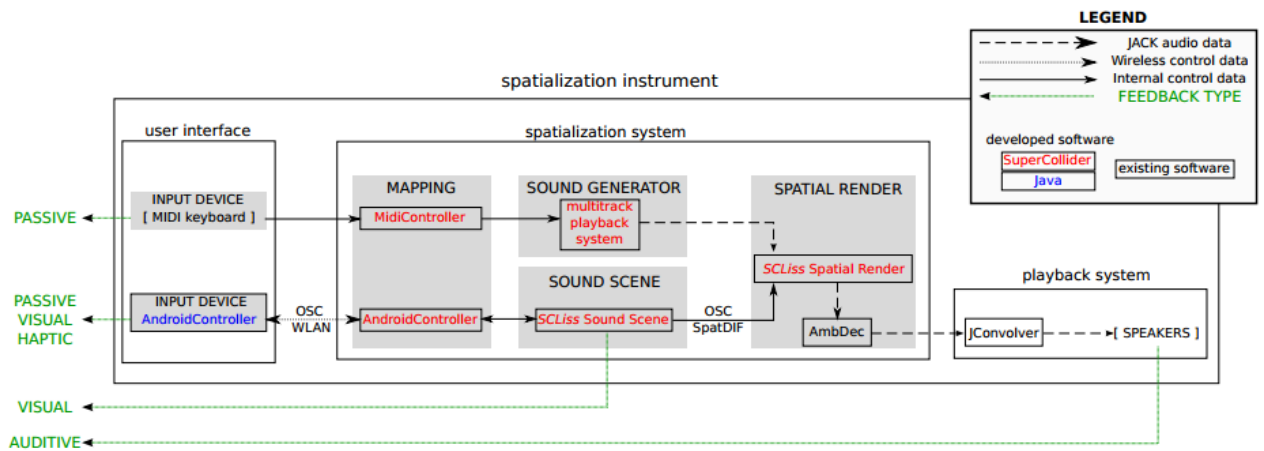 LEGEND
JACK audio data
Wireless control data
Internal control data
FEEDBACK TYPE
developed software
SuperCollider
Java
existing software
spatialization instrument
user interface
spatialization system
INPUT DEVICE
[ MIDI keyboard ]
MAPPING
MidiController
SOUND GENERATOR
multitrack
playback
system
SPATIAL RENDER
PASSIVE
SCLiss Spatial Render
SOUND SCENE
playback system
PASSIVE
VISUAL
HAPTIC
INPUT DEVICE
AndroidController
OSC
WLAN
AndroidController
SCLiss Sound Scene
OSC
SpatDIF
AmbDec
JConvolver
[ SPEAKERS ]
VISUAL
AUDITIVE